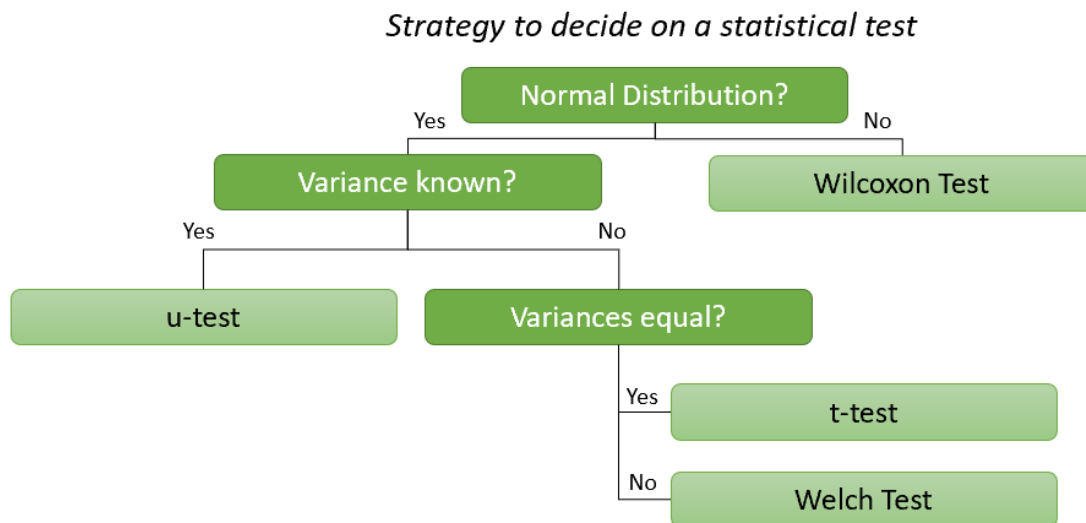 Strategy to decide on a statistical test
Normal Distribution?
Yes
No
Variance known?
Wilcoxon Test
Yes
No
u-test
Variances equal?
Yes
t-test
No
Welch Test